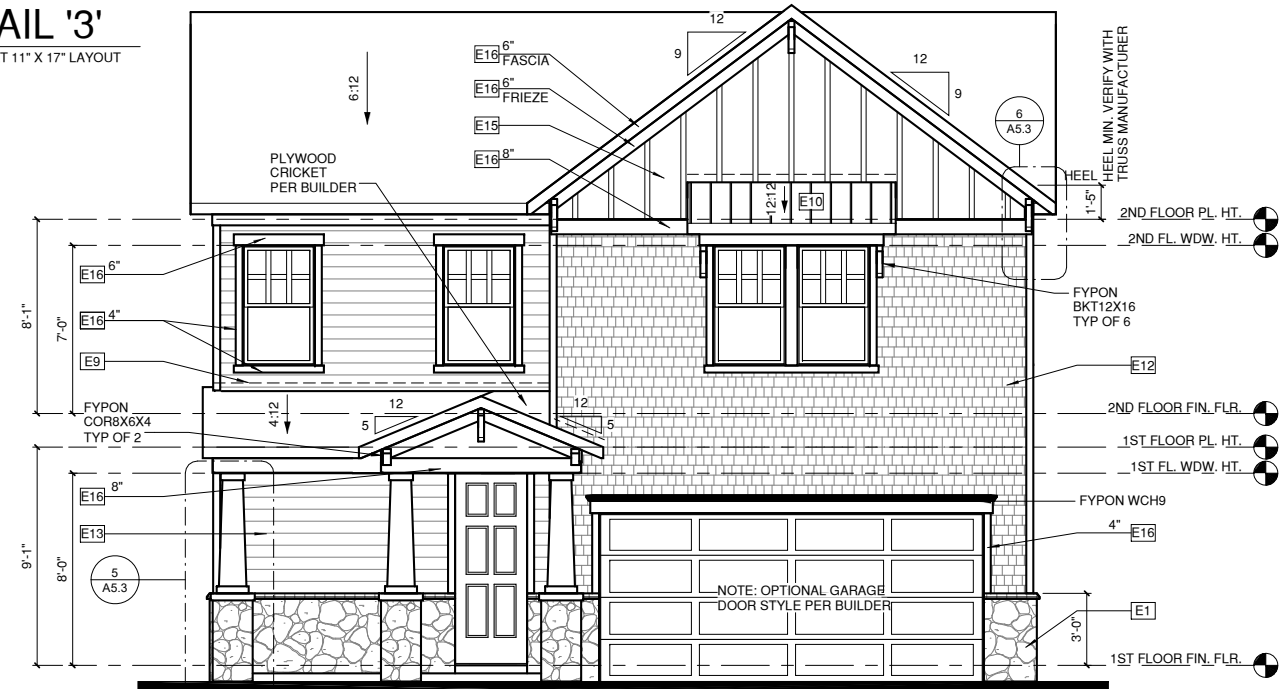 AIL '3'
T 11" X 17" LAYOUT
6:12
PLYWOOD
CRICKET
PER BUILDER
E16 6"
FASCIA
E16 6"
FRIEZE
E15
E16 8"
12
9
12
9
12:12
E10
6
A5.3
HEEL MIN. VERIFY WITH
TRUSS MANUFACTURER
HEEL
1'-5"
2ND FLOOR PL. HT.
2ND FL. WDW. HT.
FYPON
BKT12X16
TYP OF 6
E12
2ND FLOOR FIN. FLR.
1ST FLOOR PL. HT.
1ST FL. WDW. HT.
FYPON WCH9
4"
E16
E1
3'-0"
1ST FLOOR FIN. FLR.
E16 6"
E16 4"
E9
8'-1"
7'-0"
FYPON
COR8X6X4
TYP OF 2
4:12
12
5
12
5
E16 8"
E13
5
A5.3
9'-1"
8'-0"
NOTE: OPTIONAL GARAGE
DOOR STYLE PER BUILDER